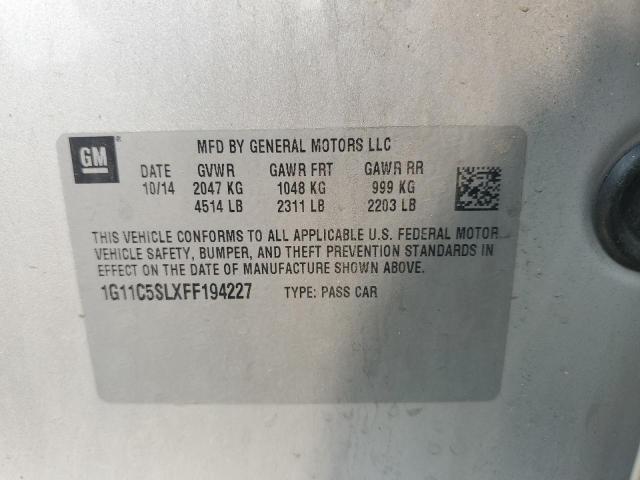 GM®
MFD BY GENERAL MOTORS LLC
DATE GVWR GAWR FRT GAWR RR
10/14 2047 KG 1048 KG 999 KG
4514 LB 2311 LB 2203 LB
THIS VEHICLE CONFORMS TO ALL APPLICABLE U.S. FEDERAL MOTOR
VEHICLE SAFETY, BUMPER, AND THEFT PREVENTION STANDARDS IN
EFFECT ON THE DATE OF MANUFACTURE SHOWN ABOVE.
1G11C5SLXFF194227 TYPE: PASS CAR